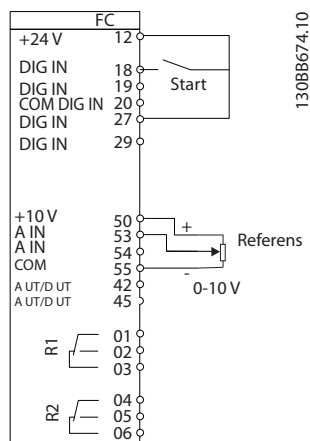 FC
+24 V 12
DIG IN 18
DIG IN 19
COM DIG IN 20
DIG IN 27
DIG IN 29
Start
130BB674.10
+10 V 50
A IN 53
A IN 54
COM 55
A UT/D UT 42
A UT/D UT 45
+
-
Referens
0-10 V
R1
01
02
03
R2
04
05
06